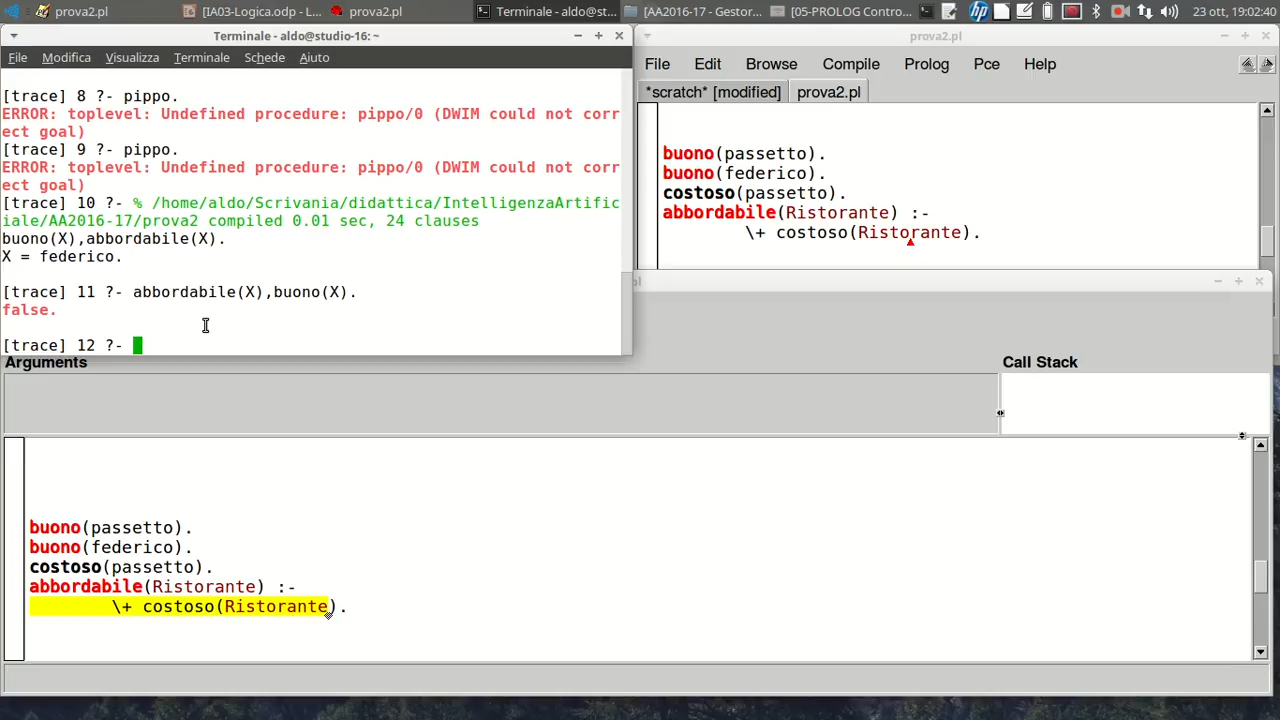 prova2.pl
[IA03-Logica.odp - L...
prova2.pl
Terminale - aldo@st...
[AA2016-17 - Gestor...
[05-PROLOG Contro...
23 ott, 19:02:40
Terminale - aldo@studio-16: ~
File Modifica Visualizza Terminale Schede Aiuto
[trace] 8 ?- pippo.
ERROR: toplevel: Undefined procedure: pippo/0 (DWIM could not corr
ect goal)
[trace] 9 ?- pippo.
ERROR: toplevel: Undefined procedure: pippo/0 (DWIM could not corr
ect goal)
[trace] 10 ?- % /home/aldo/Scrivania/didattica/IntelligenzaArtific
iale/AA2016-17/prova2 compiled 0.01 sec, 24 clauses
buono(X),abbordabile(X).
X = federico.
[trace] 11 ?- abbordabile(X),buono(X).
false.
[trace] 12 ?-
prova2.pl
File Edit Browse Compile Prolog Pce Help
*scratch* [modified] prova2.pl
buono(passetto).
buono(federico).
costoso(passetto).
abbordabile(Ristorante) :-
\+ costoso(Ristorante).
Arguments
Call Stack
buono(passetto).
buono(federico).
costoso(passetto).
abbordabile(Ristorante) :-
\+ costoso(Ristorante).